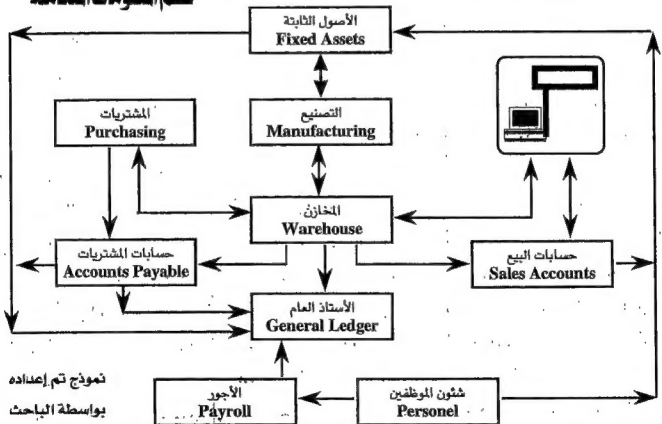 الأصول الثابتة
Fixed Assets
المشتريات
Purchasing
التصنيع
Manufacturing
المخازن
Warehouse
حسابات المشتريات
Accounts Payable
حسابات البيع
Sales Accounts
الأستاذ العام
General Ledger
الأجور
Payroll
شئون الموظفين
Personel
نموذج تم إعداده
بواسطة الباحث